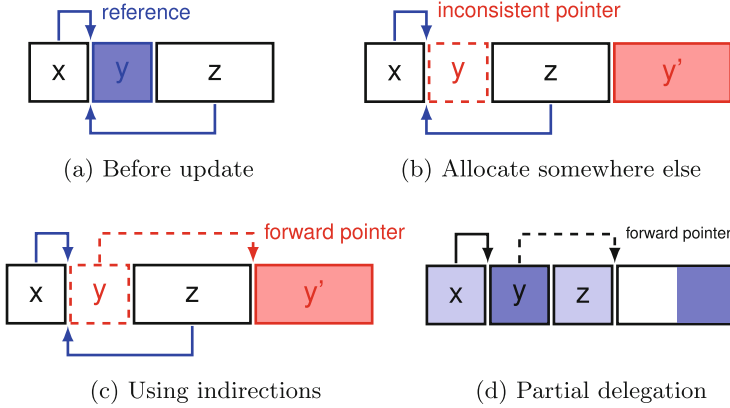 reference
x y z
(a) Before update
inconsistent pointer
x y z y'
(b) Allocate somewhere else
forward pointer
x y z y'
(c) Using indirections
forward pointer
x y z
(d) Partial delegation